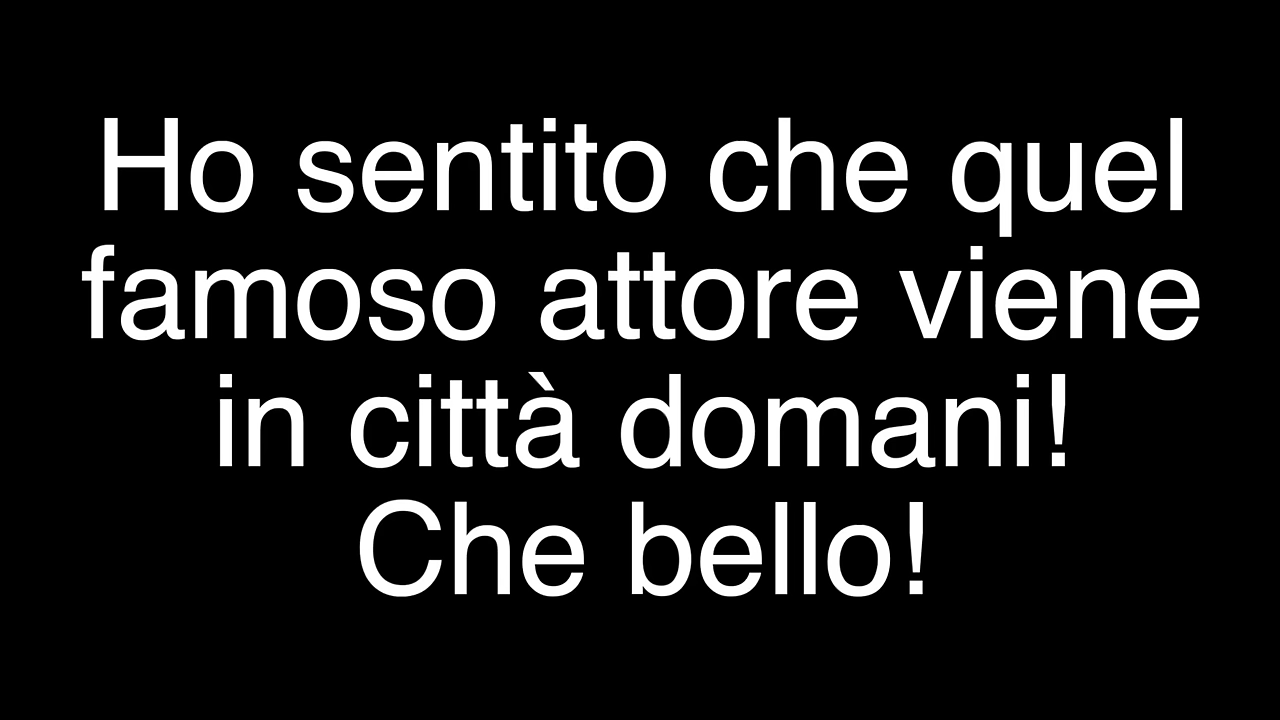 Ho sentito che quel
famoso attore viene
in città domani!
Che bello!